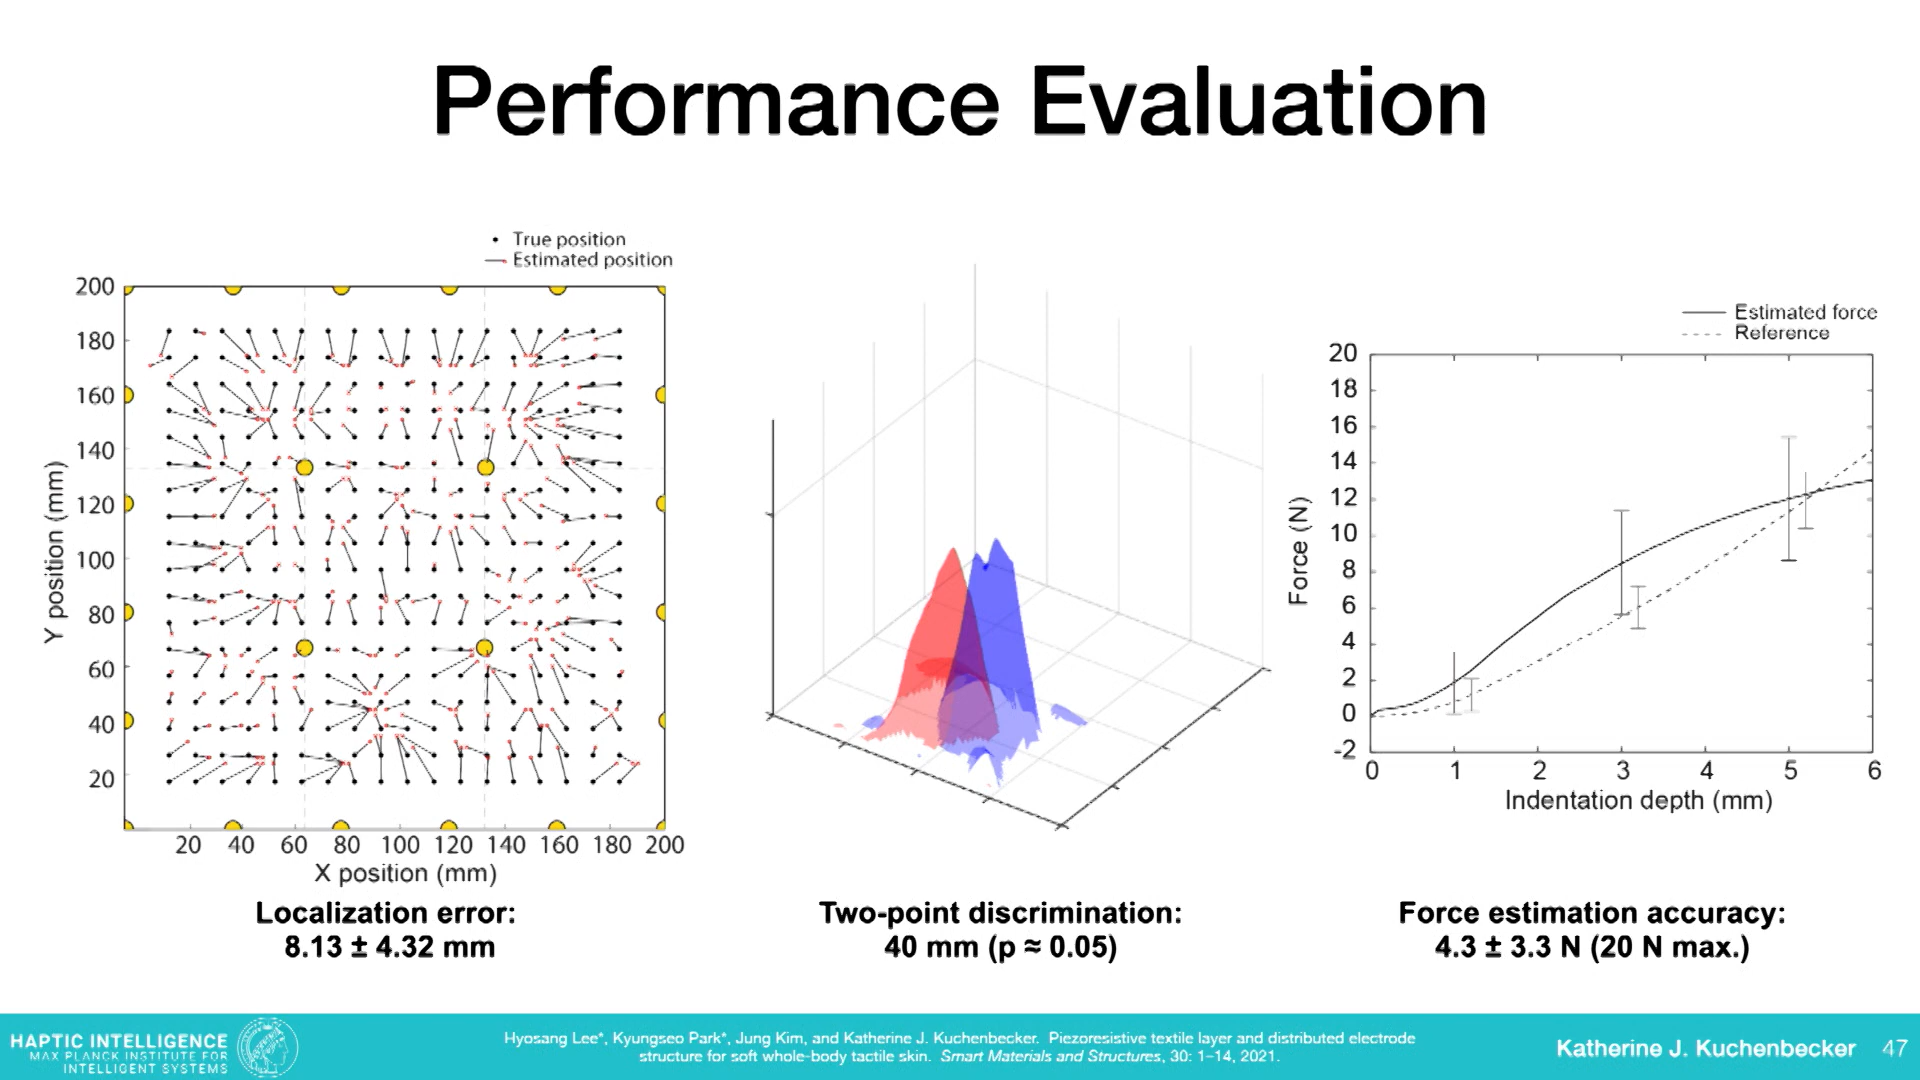 Performance Evaluation
True position
Estimated position
200
180
160
140
120
100
80
60
40
20
Y position (mm)
20 40 60 80 100 120 140 160 180 200
X position (mm)
Localization error:
8.13 ± 4.32 mm
Two-point discrimination:
40 mm (p ≈ 0.05)
Estimated force
Reference
20
18
16
14
12
10
8
6
4
2
0
-2
Force (N)
0 1 2 3 4 5 6
Indentation depth (mm)
Force estimation accuracy:
4.3 ± 3.3 N (20 N max.)
HAPTIC INTELLIGENCE
MAX PLANCK INSTITUTE FOR
INTELLIGENT SYSTEMS
Hyosang Lee*, Kyungseo Park*, Jung Kim, and Katherine J. Kuchenbecker. Piezoresistive textile layer and distributed electrode
structure for soft whole-body tactile skin. Smart Materials and Structures, 30: 1–14, 2021.
Katherine J. Kuchenbecker 47